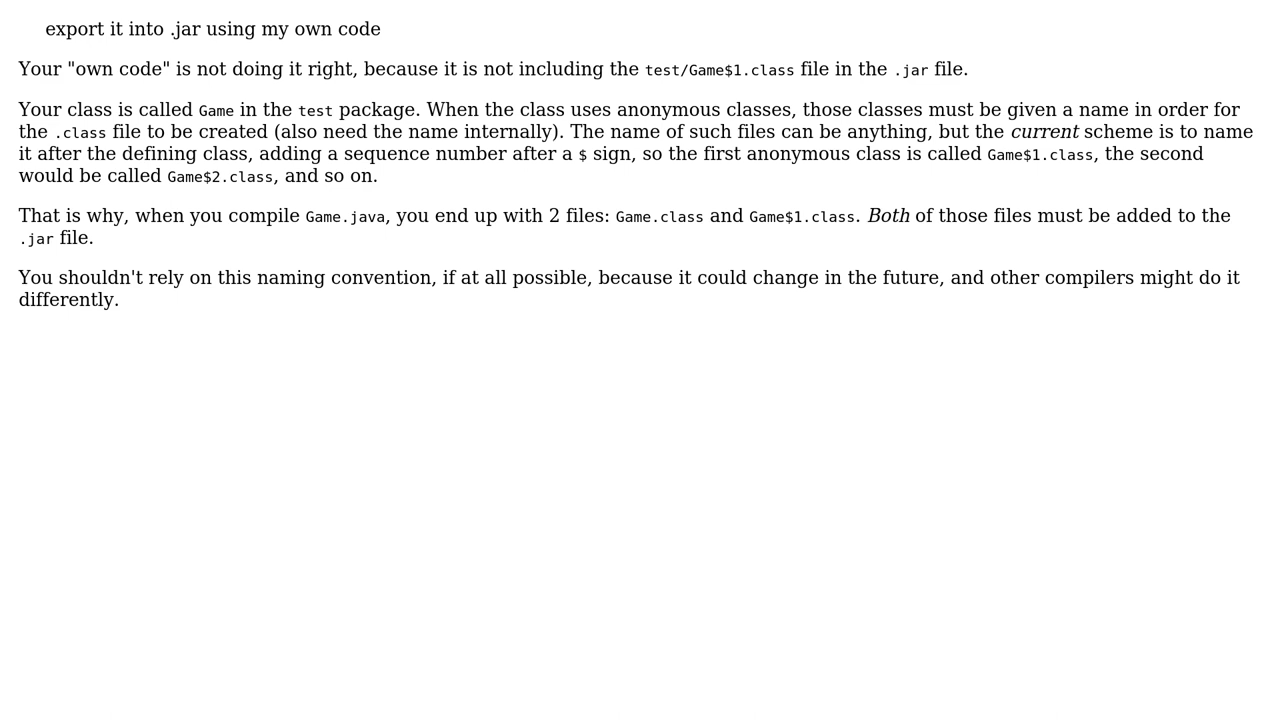 export it into .jar using my own code
Your "own code" is not doing it right, because it is not including the test/Game$1.class file in the .jar file.
Your class is called Game in the test package. When the class uses anonymous classes, those classes must be given a name in order for
the .class file to be created (also need the name internally). The name of such files can be anything, but the current scheme is to name
it after the defining class, adding a sequence number after a $ sign, so the first anonymous class is called Game$1.class, the second
would be called Game$2.class, and so on.
That is why, when you compile Game.java, you end up with 2 files: Game.class and Game$1.class. Both of those files must be added to the
.jar file.
You shouldn't rely on this naming convention, if at all possible, because it could change in the future, and other compilers might do it
differently.